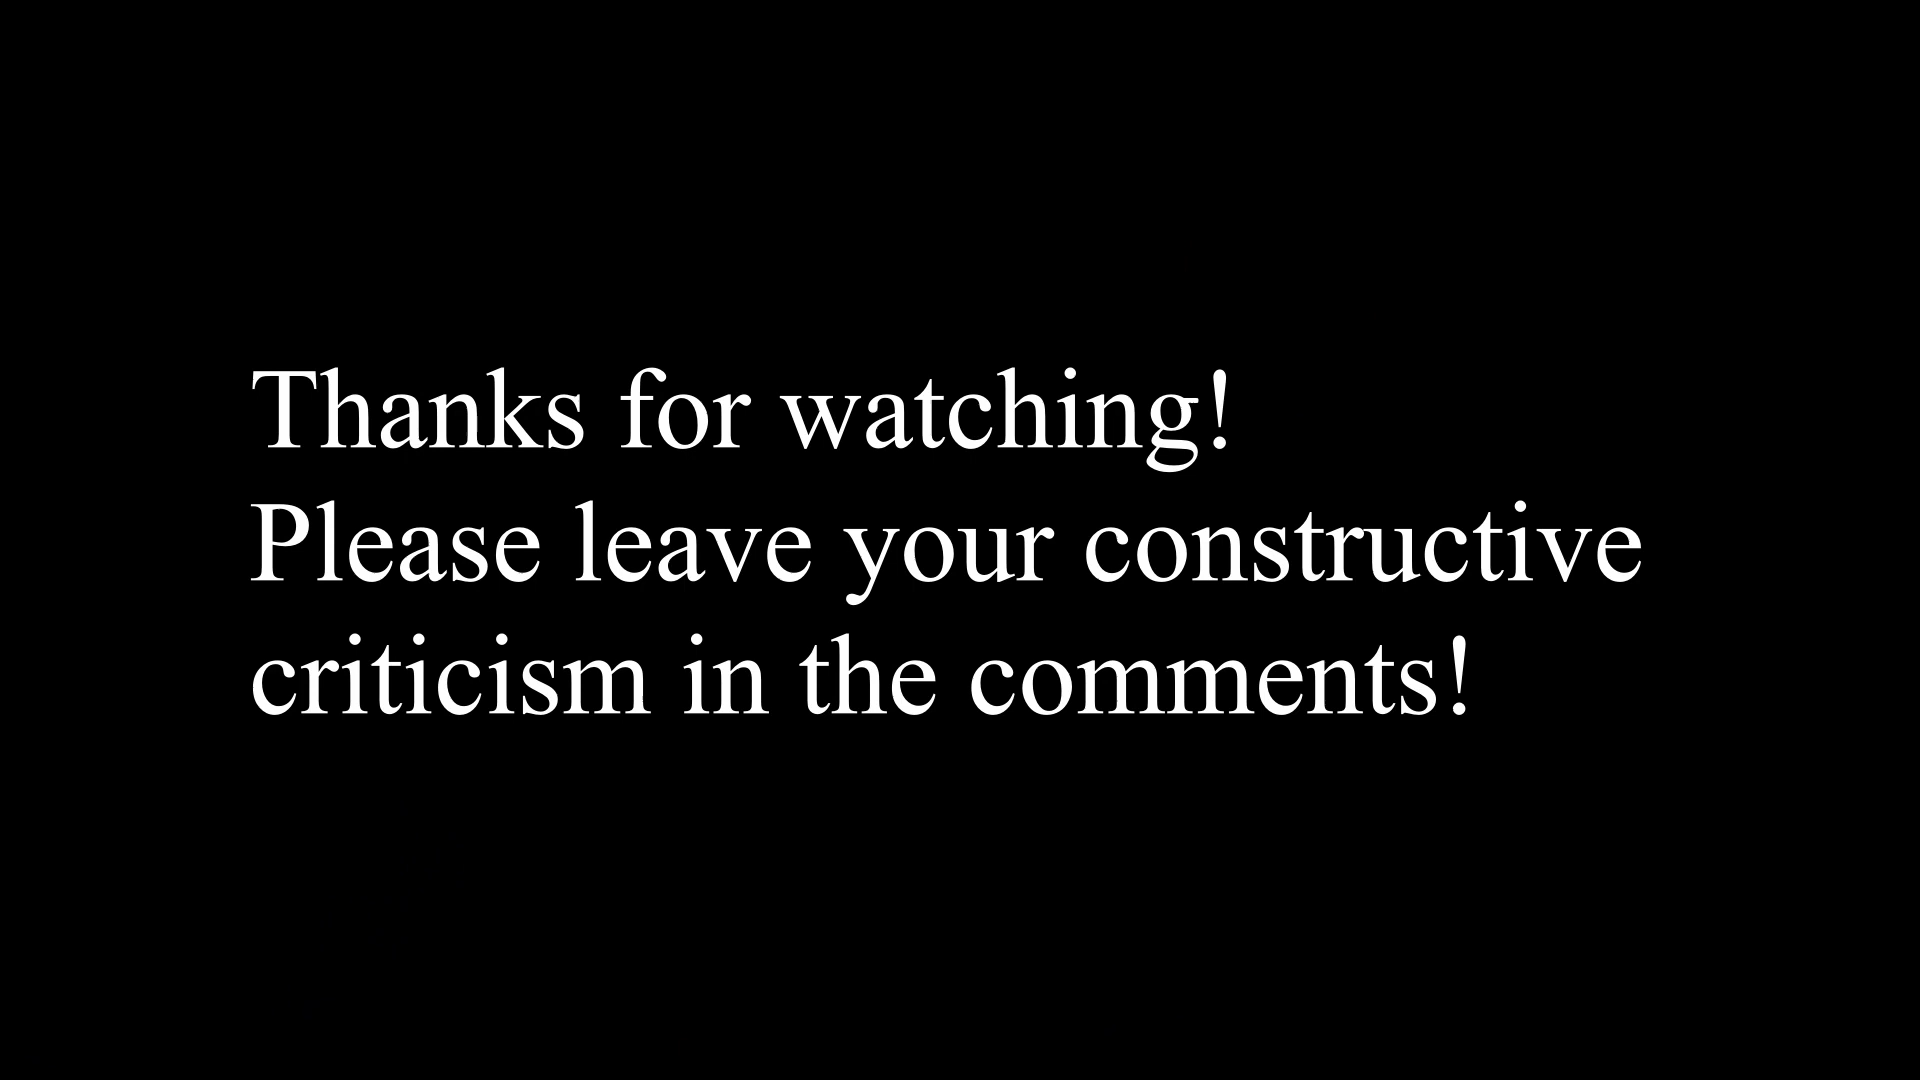 Thanks for watching!
Please leave your constructive
criticism in the comments!